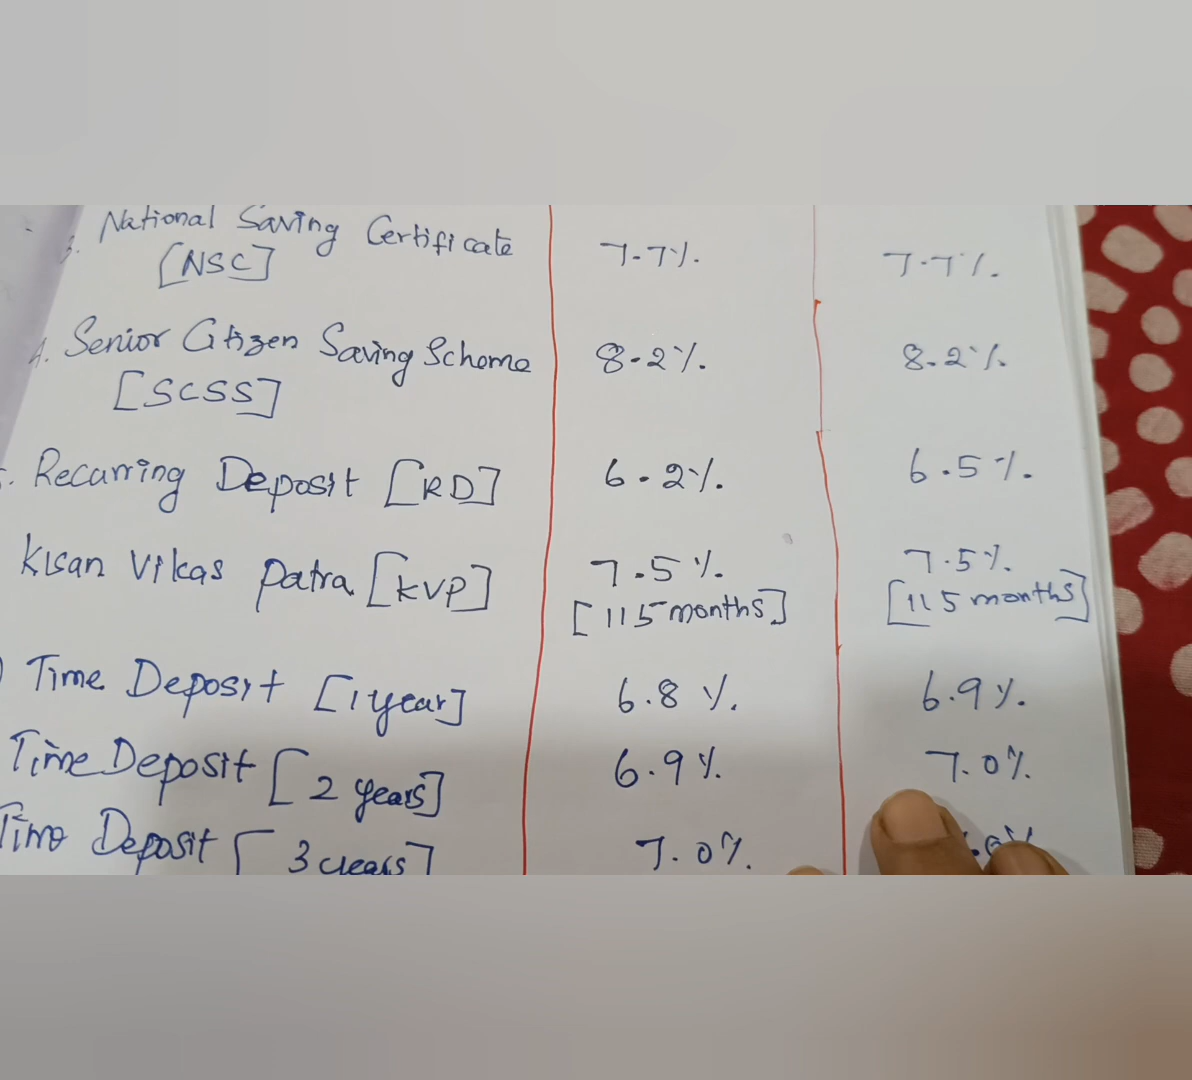 3. National Saving Certificate 7.7% 7.7%
[NSC]
4. Senior Citizen Saving Scheme 8.2% 8.2%
[SCSS]
5. Recurring Deposit [RD] 6.2% 6.5%
Kisan Vikas Patra [KVP] 7.5% 7.5%
[115 months] [115 months]
Time Deposit [1 year] 6.8% 6.9%
Time Deposit [2 years] 6.9% 7.0%
Time Deposit [3 years] 7.0%